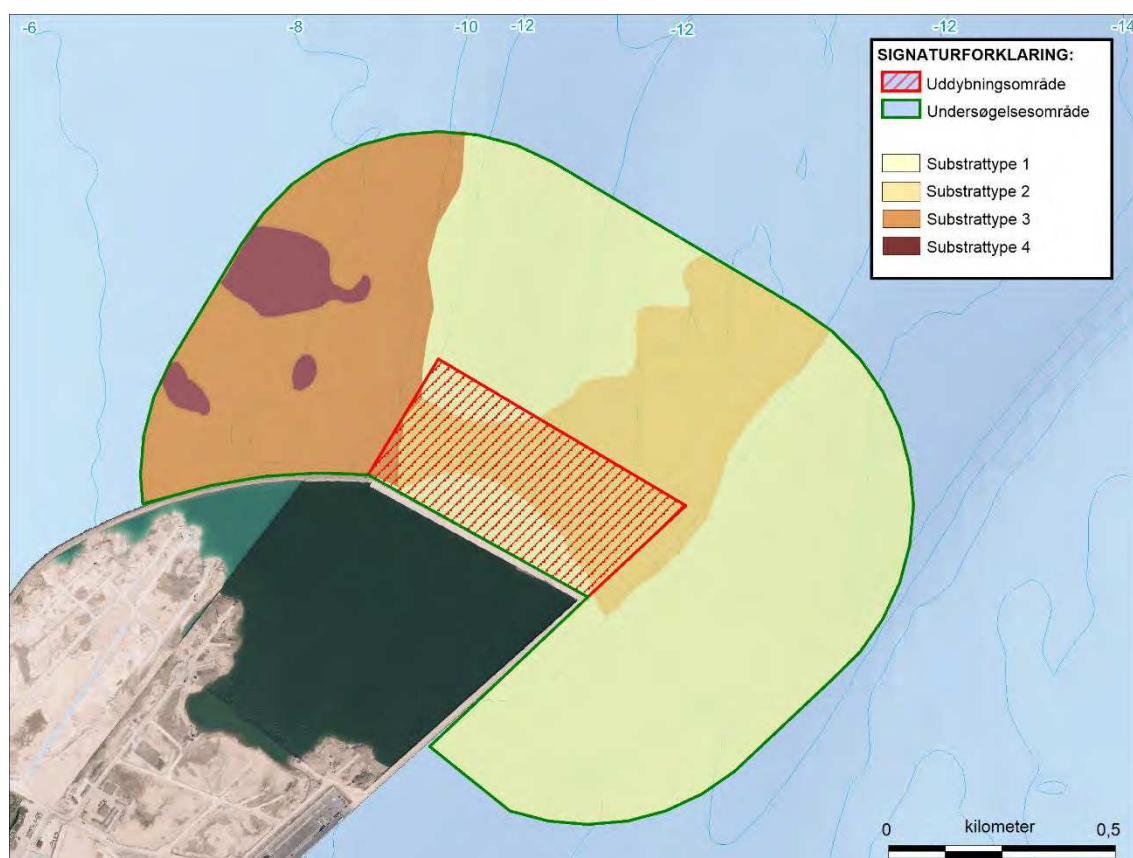 -6
-8
-10
-12
-12
-12
-14
SIGNATURFORKLARING:
Uddybningsområde
Undersøgelsesområde
Substrattype 1
Substrattype 2
Substrattype 3
Substrattype 4
0 kilometer 0,5